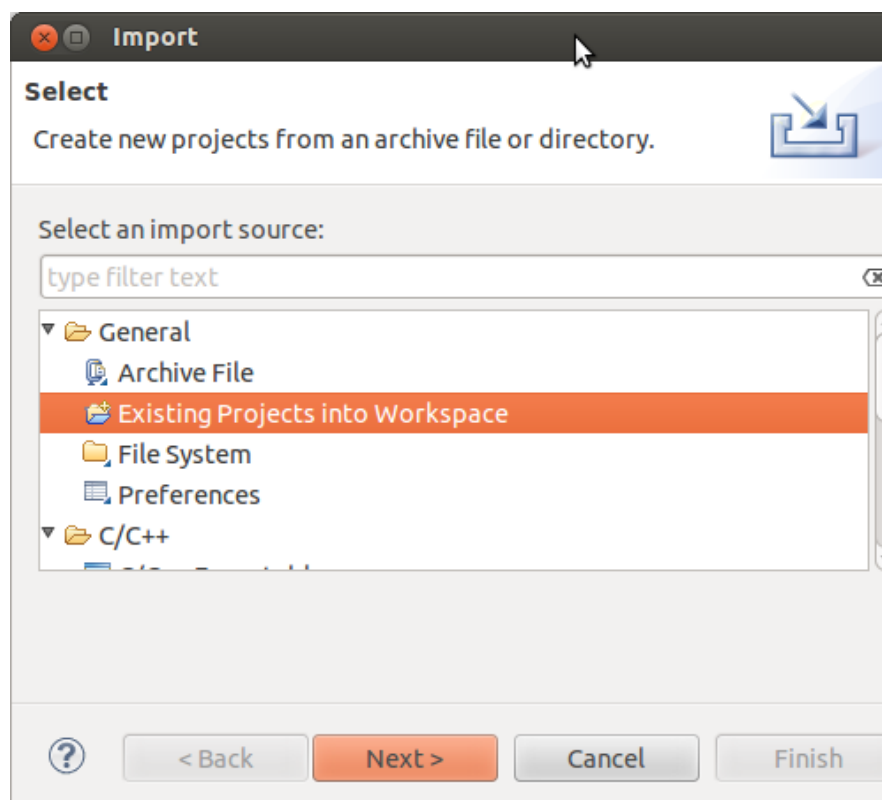 Import
Select
Create new projects from an archive file or directory.
Select an import source:
type filter text
General
Archive File
Existing Projects into Workspace
File System
Preferences
C/C++
< Back
Next >
Cancel
Finish